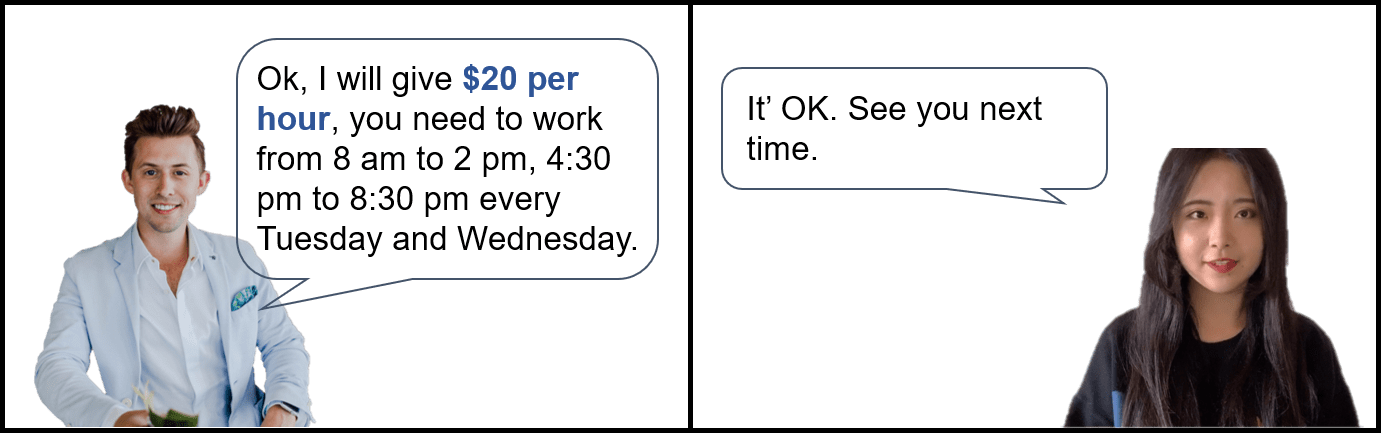 Ok, I will give $20 per
hour, you need to work
from 8 am to 2 pm, 4:30
pm to 8:30 pm every
Tuesday and Wednesday.
It’ OK. See you next
time.